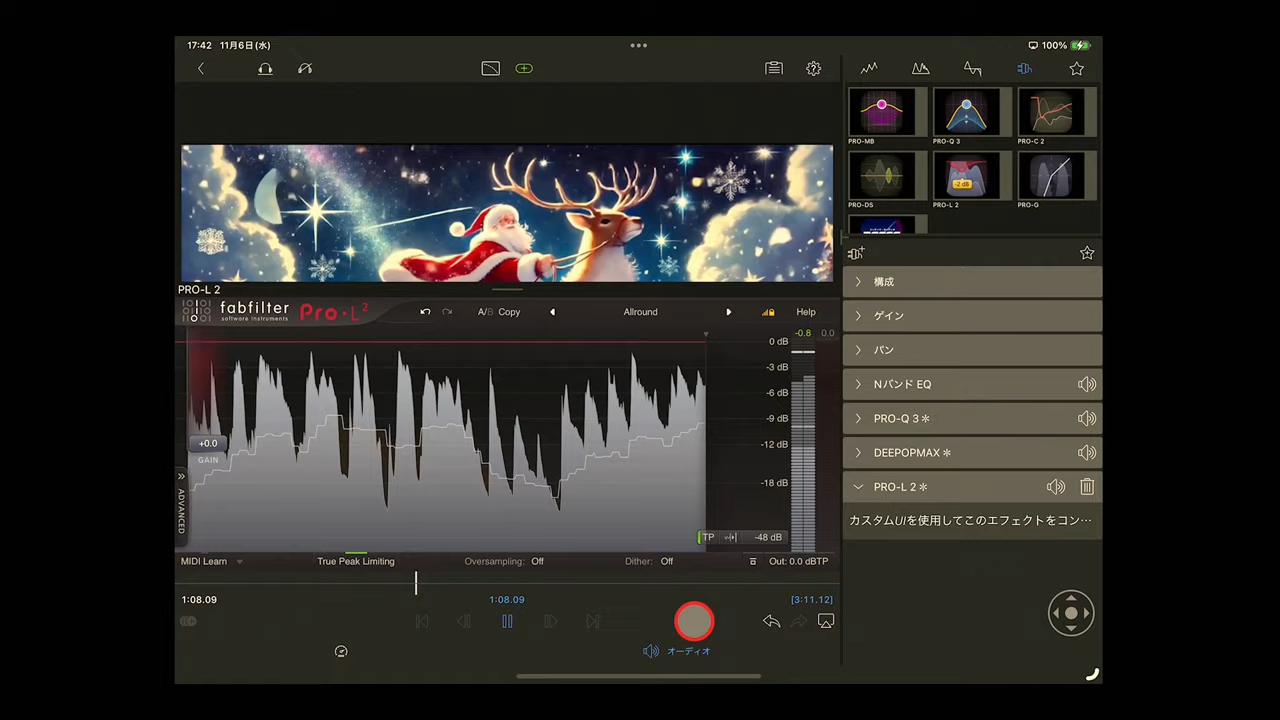 17:42 11月6日(水)
100%
PRO-MB
PRO-Q 3
PRO-C 2
PRO-DS
-2 dB
PRO-L 2
PRO-G
PRO-L 2
fabfilter
software instruments
Pro·L 2
A/B Copy
Allround
Help
-0.8
0.0
0 dB
-3 dB
-6 dB
-9 dB
-12 dB
-18 dB
+0.0
GAIN
ADVANCED
TP
-48 dB
MIDI Learn
True Peak Limiting
Oversampling: Off
Dither: Off
Out: 0.0 dBTP
1:08.09
1:08.09
[3:11.12]
オーディオ
構成
ゲイン
パン
Nバンド EQ
PRO-Q 3＊
DEEPOPMAX＊
PRO-L 2＊
カスタムUIを使用してこのエフェクトをコン…